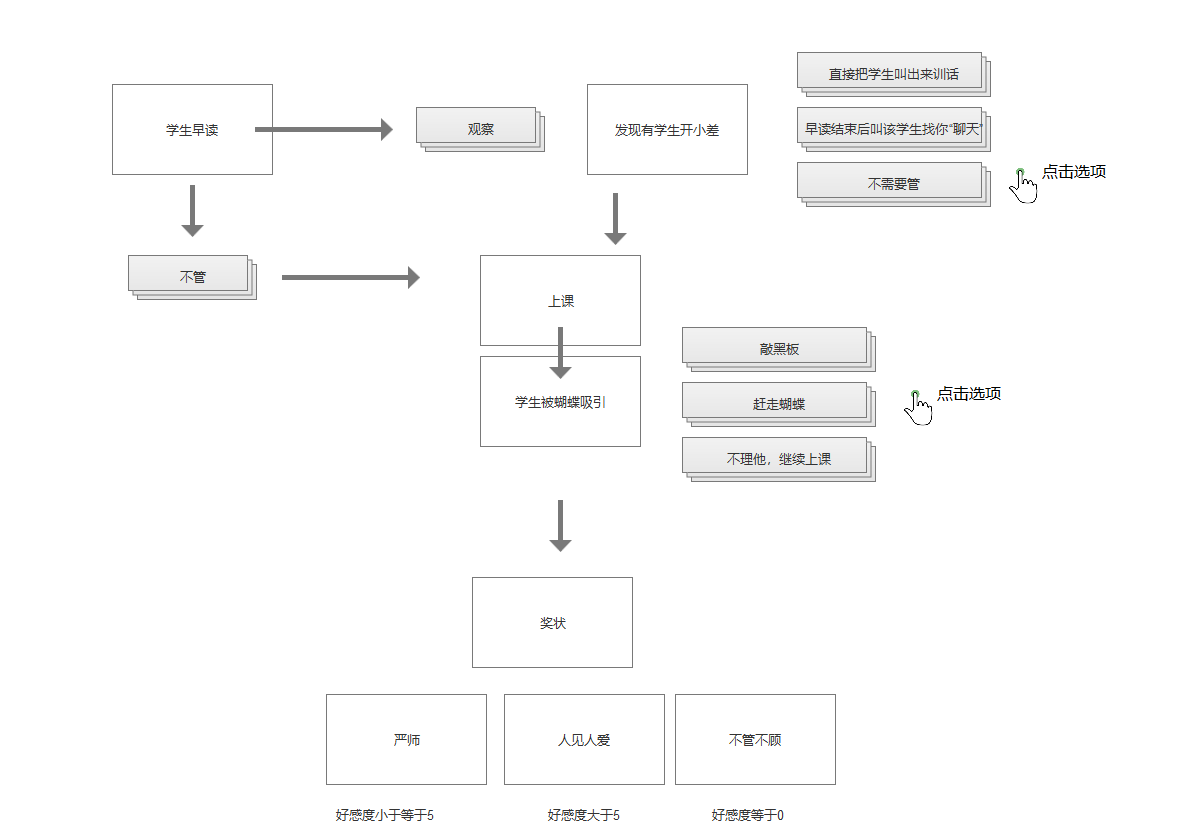 直接把学生叫出来训话
学生早读
观察
发现有学生开小差
早读结束后叫该学生找你“聊天”
不需要管
点击选项
不管
上课
敲黑板
学生被蝴蝶吸引
赶走蝴蝶
点击选项
不理他，继续上课
奖状
严师
人见人爱
不管不顾
好感度小于等于5
好感度大于5
好感度等于0